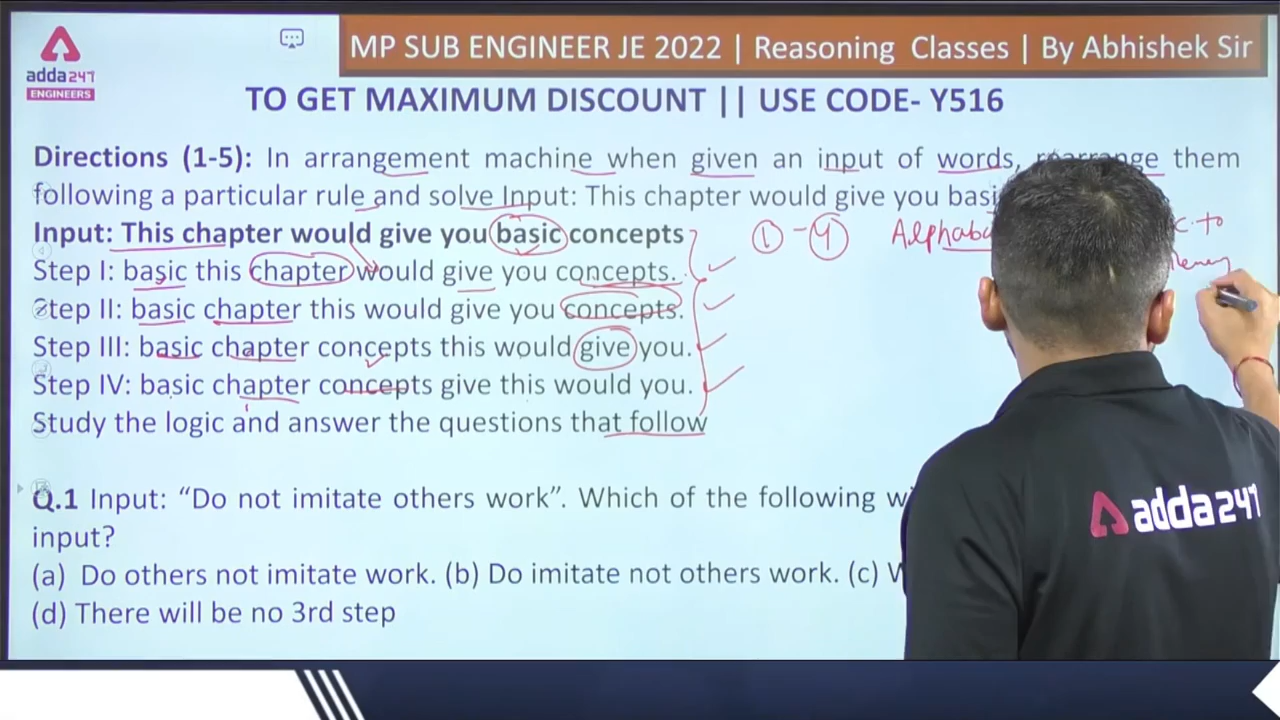 MP SUB ENGINEER JE 2022 | Reasoning Classes | By Abhishek Sir
adda247
ENGINEERS
TO GET MAXIMUM DISCOUNT || USE CODE- Y516
Directions (1-5): In arrangement machine when given an input of words, rearrange them
following a particular rule and solve Input: This chapter would give you
Input: This chapter would give you basic concepts
① - ④ to
Step I: basic this chapter would give you concepts.
Step II: basic chapter this would give you concepts.
Step III: basic chapter concepts this would give you.
Step IV: basic chapter concepts give this would you.
Study the logic and answer the questions that follow
Q.1 Input: “Do not imitate others work”. Which of the following
input?
(a) Do others not imitate work. (b) Do imitate not others work. (c)
(d) There will be no 3rd step
adda247